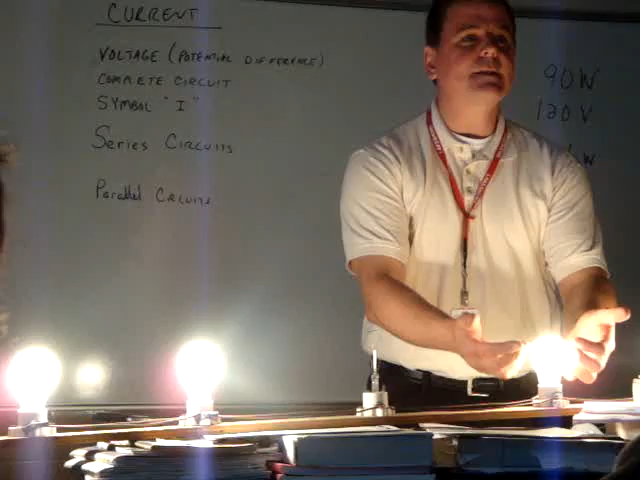 CURRENT
VOLTAGE (POTENTIAL DIFFERENCE)
COMPLETE CIRCUIT
SYMBOL "I"
SERIES CIRCUITS
Parallel CIRCUITS
90W
120V
W